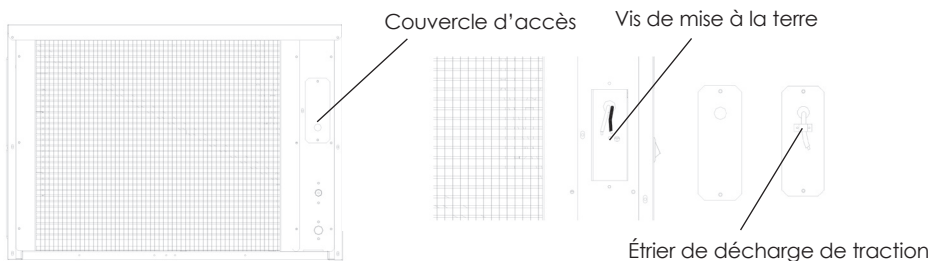 Couvercle d’accès
Vis de mise à la terre
Étrier de décharge de traction